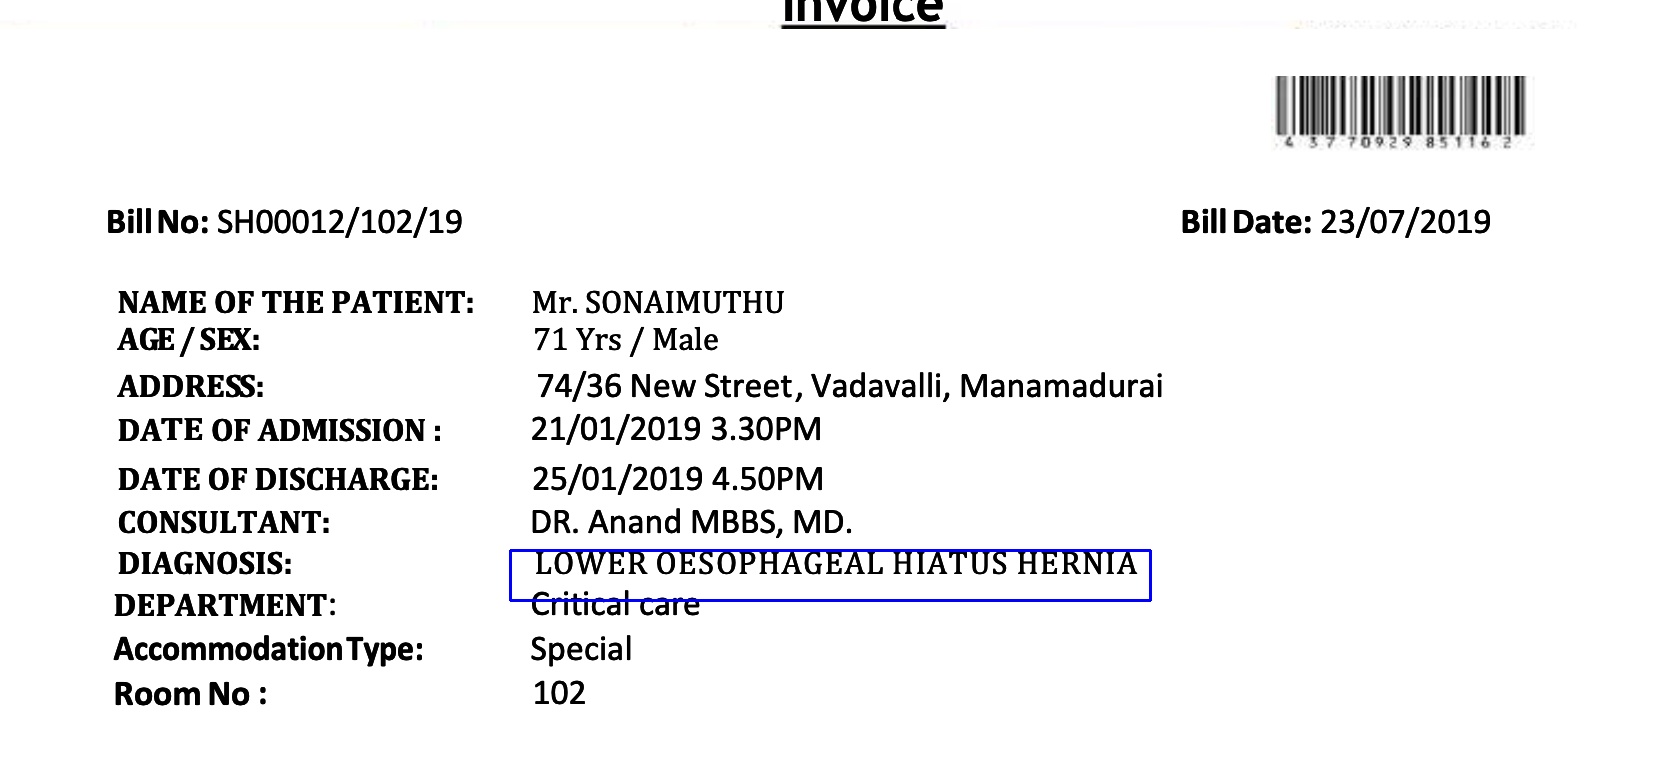 Invoice
4 37 70929 85116 2
Bill No: SH00012/102/19 Bill Date: 23/07/2019
NAME OF THE PATIENT: Mr. SONAIMUTHU
AGE / SEX: 71 Yrs / Male
ADDRESS: 74/36 New Street, Vadavalli, Manamadurai
DATE OF ADMISSION : 21/01/2019 3.30PM
DATE OF DISCHARGE: 25/01/2019 4.50PM
CONSULTANT: DR. Anand MBBS, MD.
DIAGNOSIS: LOWER OESOPHAGEAL HIATUS HERNIA
DEPARTMENT: Critical care
Accommodation Type: Special
Room No : 102